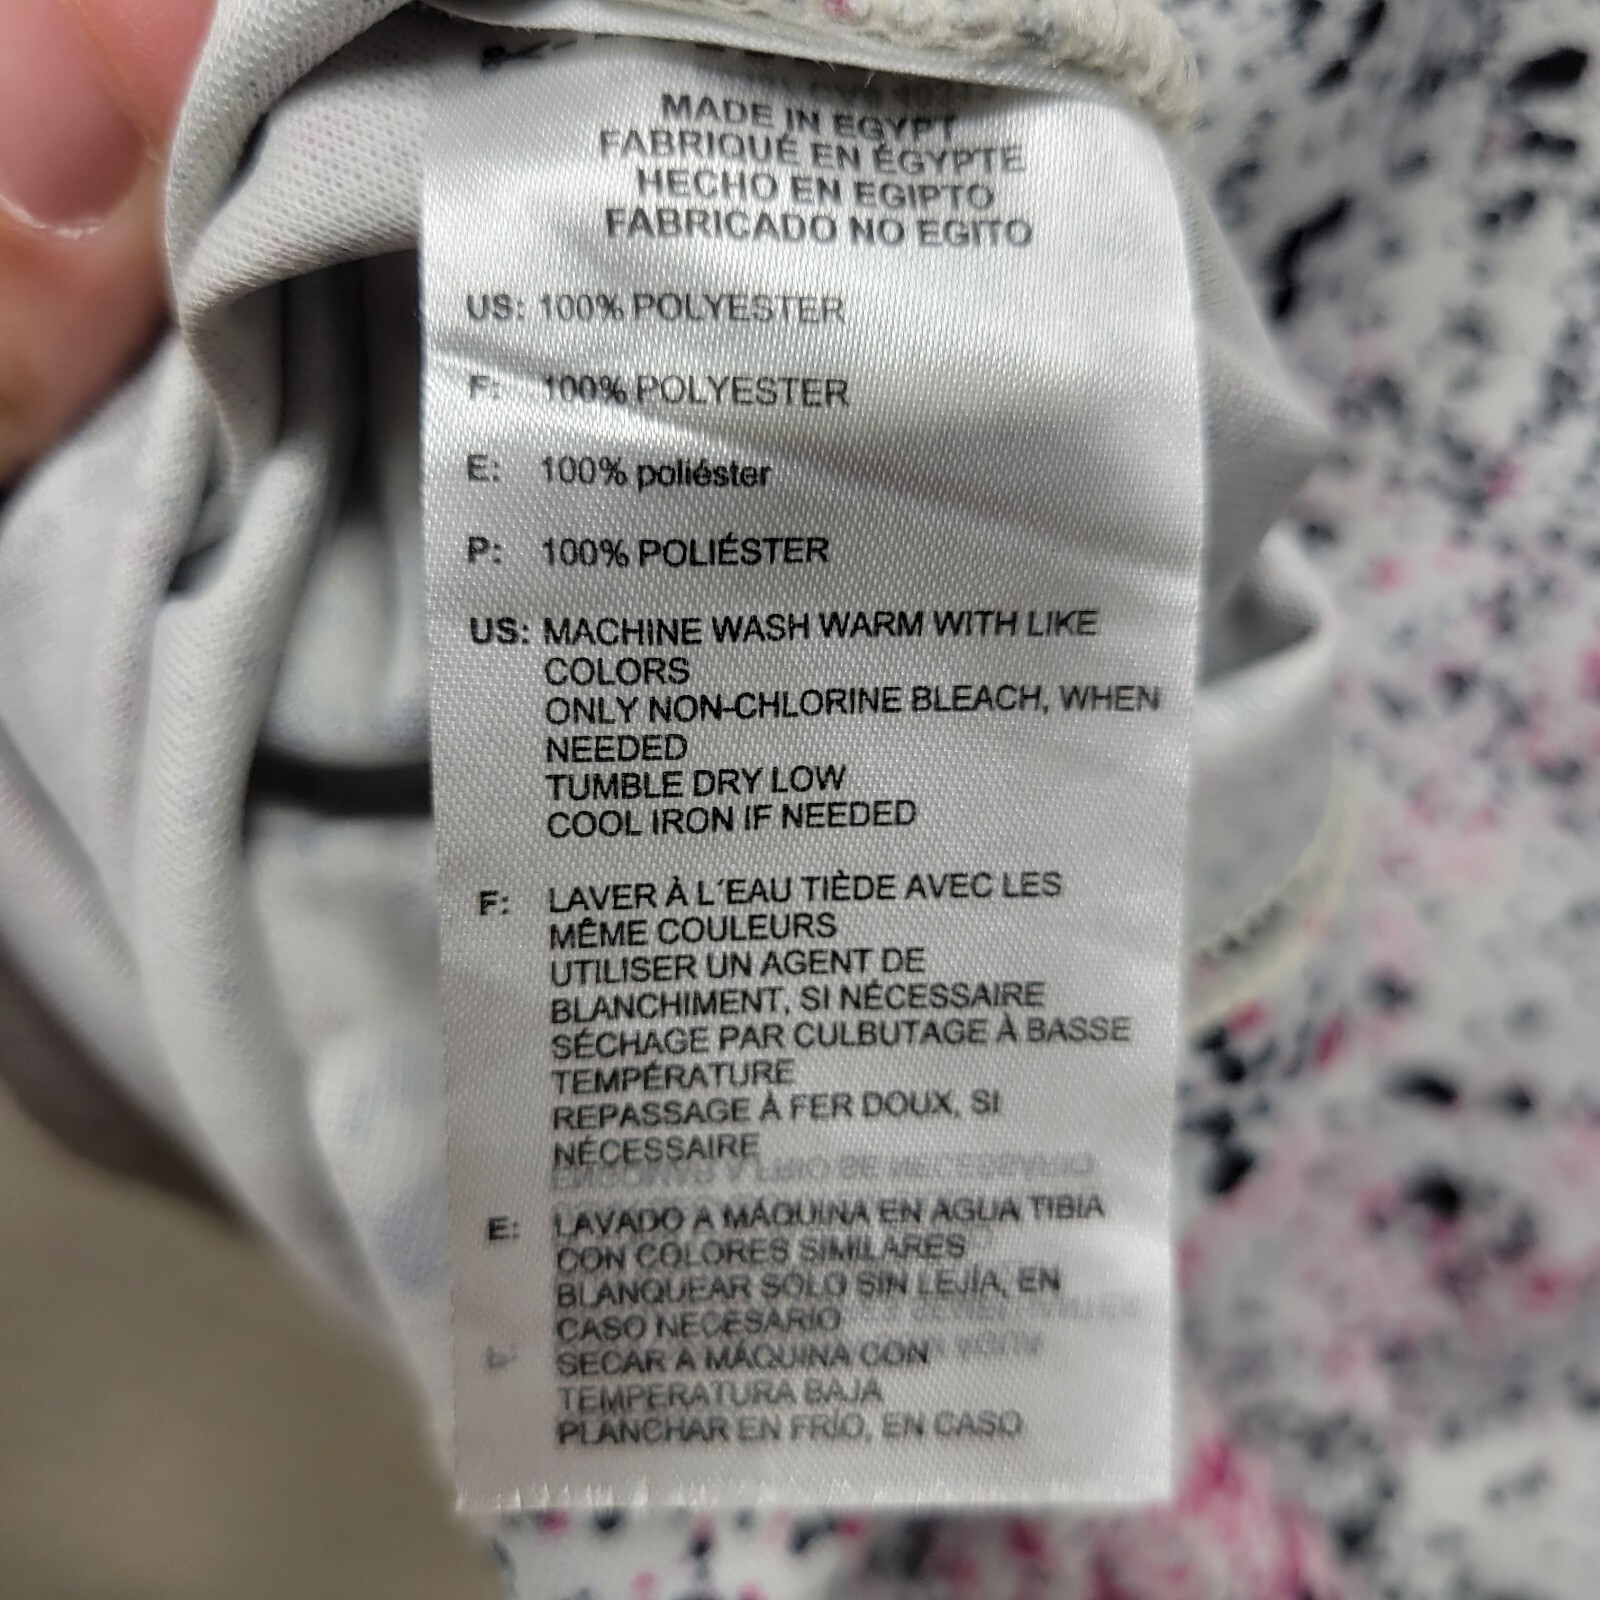 MADE IN EGYPT
FABRIQUÉ EN ÉGYPTE
HECHO EN EGIPTO
FABRICADO NO EGITO
US: 100% POLYESTER
F: 100% POLYESTER
E: 100% poliéster
P: 100% POLIÉSTER
US: MACHINE WASH WARM WITH LIKE
COLORS
ONLY NON-CHLORINE BLEACH, WHEN
NEEDED
TUMBLE DRY LOW
COOL IRON IF NEEDED
F: LAVER À L´EAU TIÈDE AVEC LES
MÊME COULEURS
UTILISER UN AGENT DE
BLANCHIMENT, SI NÉCESSAIRE
SÉCHAGE PAR CULBUTAGE À BASSE
TEMPÉRATURE
REPASSAGE À FER DOUX, SI
NÉCESSAIRE
E: LAVADO A MÁQUINA EN AGUA TIBIA
CON COLORES SIMILARES
BLANQUEAR SOLO SIN LEJÍA, EN
CASO NECESARIO
SECAR A MÁQUINA CON
TEMPERATURA BAJA
PLANCHAR EN FRÍO, EN CASO